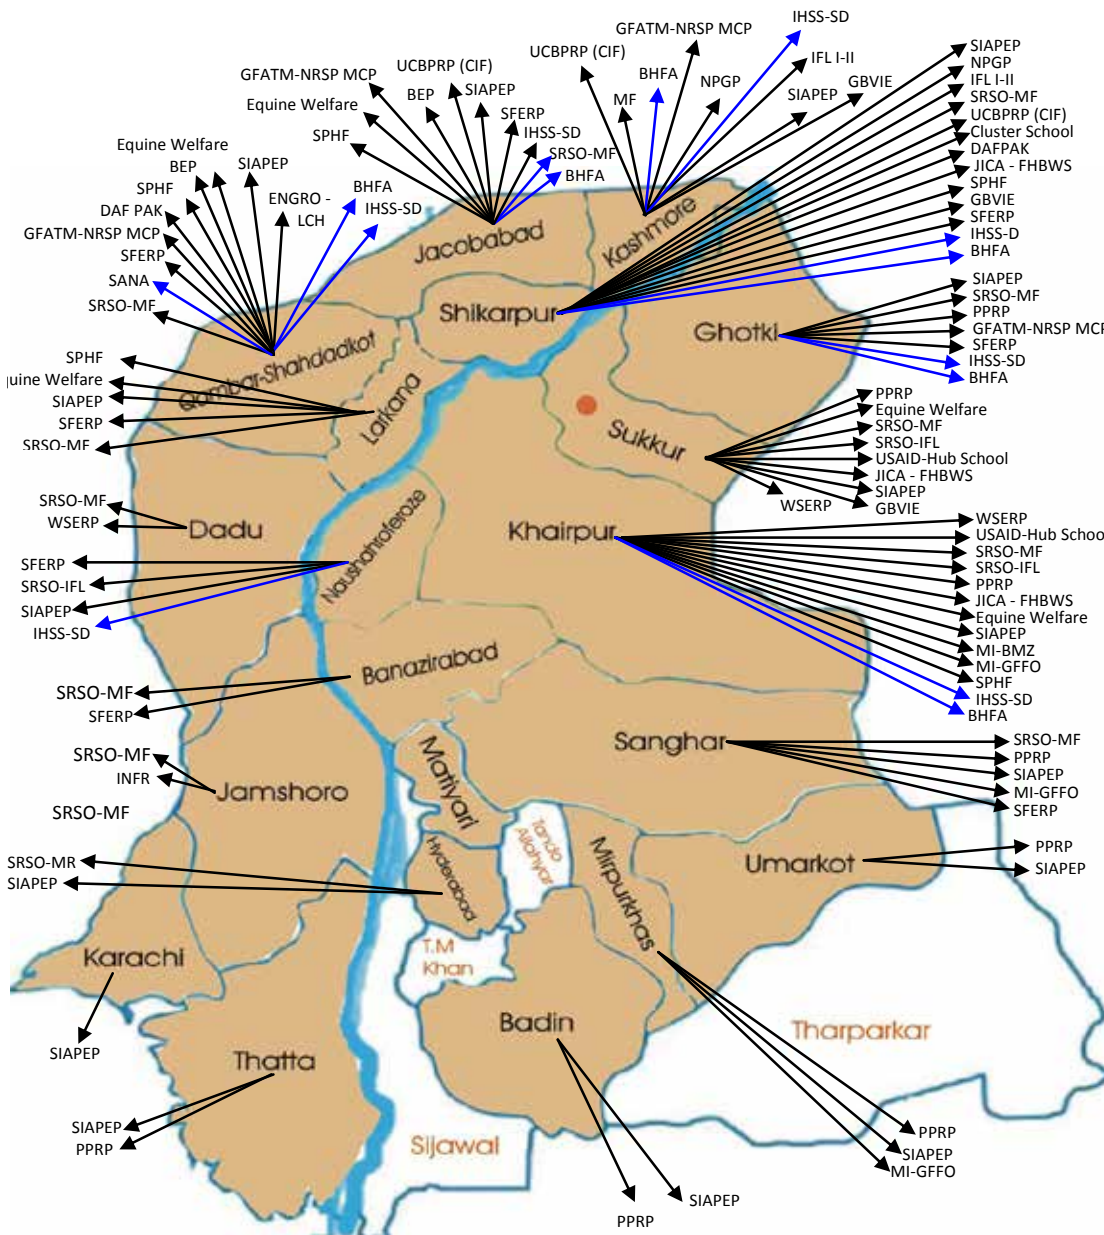 IHSS-SD
GFATM-NRSP MCP
UCBPRP (CIF)
IFL I-II
BHFA
NPGP
MF
SIAPEP
GBVIE
UCBPRP (CIF)
GFATM-NRSP MCP
SIAPEP
BEP
Equine Welfare
SFERP
SPHF
IHSS-SD
SRSO-MF
BHFA
Equine Welfare
BEP
SIAPEP
SPHF
BHFA
DAF PAK
ENGRO -
LCH
IHSS-SD
GFATM-NRSP MCP
SFERP
SANA
SRSO-MF
SIAPEP
NPGP
IFL I-II
SRSO-MF
UCBPRP (CIF)
Cluster School
DAFPAK
JICA - FHBWS
SPHF
GBVIE
SFERP
IHSS-D
BHFA
SIAPEP
SRSO-MF
PPRP
GFATM-NRSP MCP
SFERP
IHSS-SD
BHFA
Jacobabad
Kashmore
Shikarpur
Ghotki
Qambar-Shahdadkot
Larkana
Sukkur
SPHF
quine Welfare
SIAPEP
SFERP
SRSO-MF
PPRP
Equine Welfare
SRSO-MF
SRSO-IFL
USAID-Hub School
JICA - FHBWS
SIAPEP
GBVIE
WSERP
SRSO-MF
WSERP
Dadu
Naushahroferoze
Khairpur
SFERP
SRSO-IFL
SIAPEP
IHSS-SD
WSERP
USAID-Hub Schoo
SRSO-MF
SRSO-IFL
PPRP
JICA - FHBWS
Equine Welfare
SIAPEP
MI-BMZ
MI-GFFO
SPHF
IHSS-SD
BHFA
Banazirabad
SRSO-MF
SFERP
Sanghar
SRSO-MF
PPRP
SIAPEP
MI-GFFO
SFERP
SRSO-MF
INFR
Jamshoro
Matiyari
SRSO-MF
Hyderabad
Tando
Allahyar
Mirpurkhas
Umarkot
PPRP
SIAPEP
SRSO-MR
SIAPEP
Karachi
T.M
Khan
SIAPEP
Badin
Tharparkar
Thatta
SIAPEP
PPRP
Sijawal
PPRP
SIAPEP
MI-GFFO
SIAPEP
PPRP